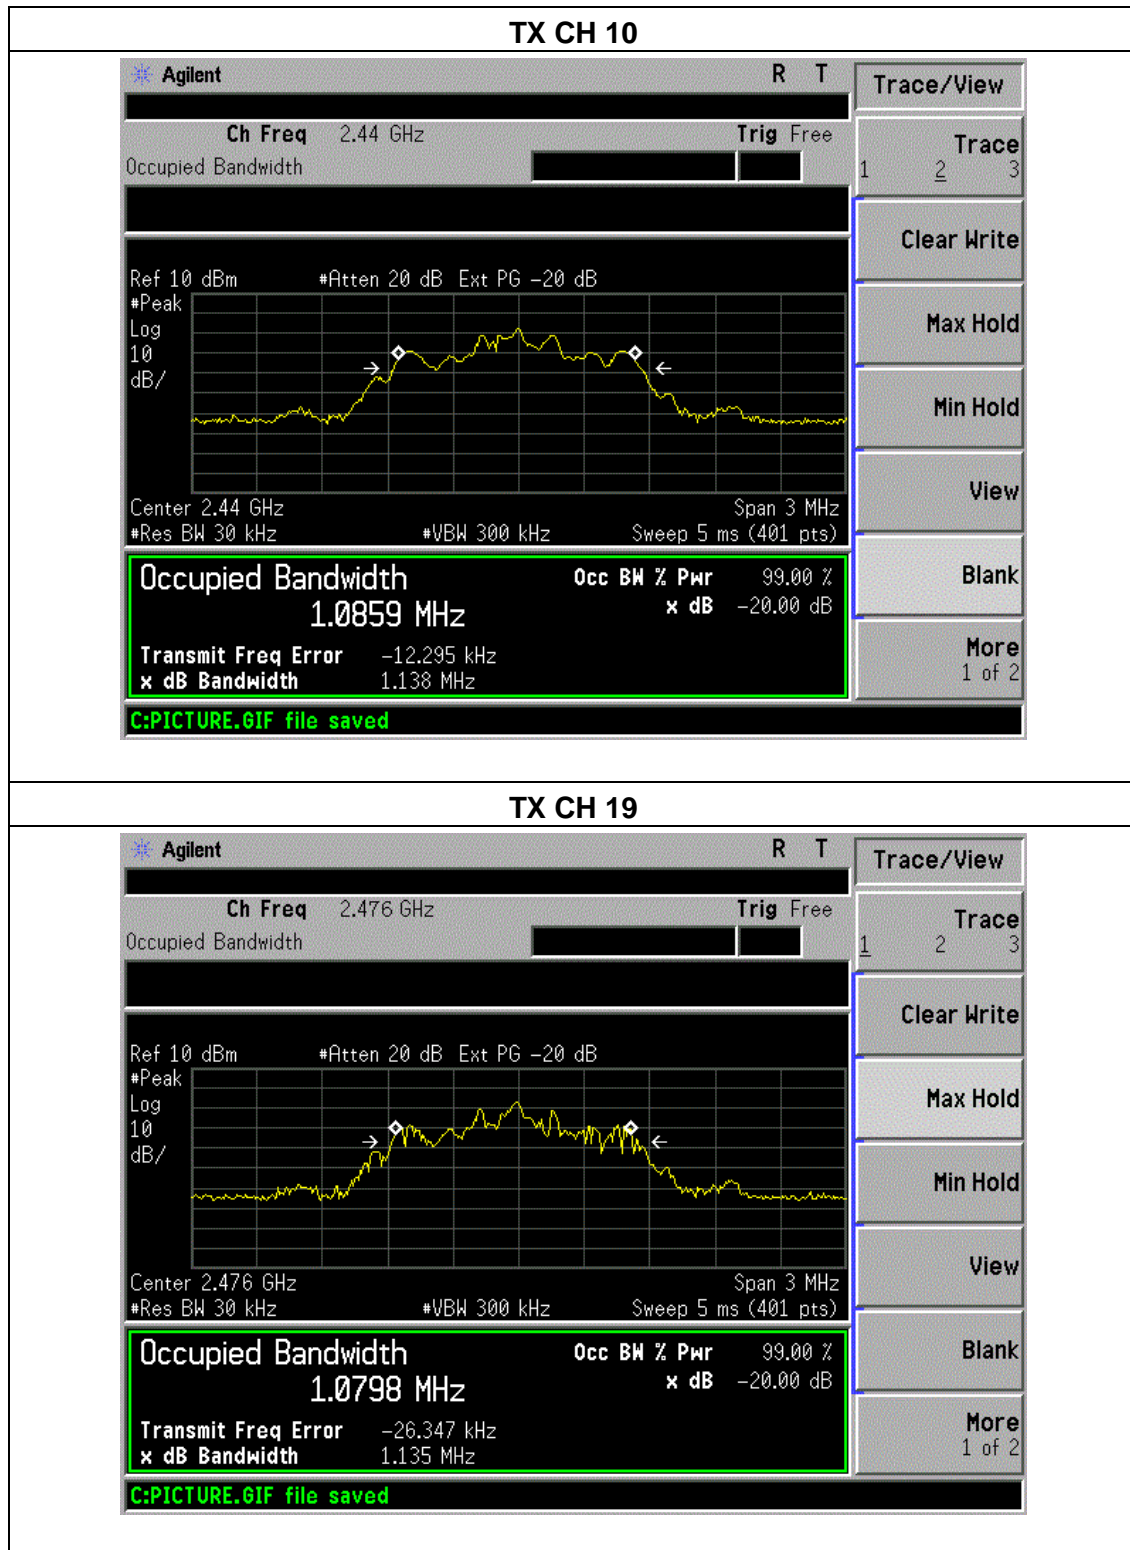 TX CH 10
Agilent R T
Trace/View
Ch Freq 2.44 GHz Trig Free
Occupied Bandwidth
Trace
1 2 3
Clear Write
Ref 10 dBm #Atten 20 dB Ext PG -20 dB
#Peak
Log
10
dB/
Max Hold
Min Hold
View
Center 2.44 GHz Span 3 MHz
#Res BW 30 kHz #VBW 300 kHz Sweep 5 ms (401 pts)
Occupied Bandwidth Occ BW % Pwr 99.00 %
1.0859 MHz x dB -20.00 dB
Blank
Transmit Freq Error -12.295 kHz
x dB Bandwidth 1.138 MHz
More
1 of 2
C:PICTURE.GIF file saved
TX CH 19
Agilent R T
Trace/View
Ch Freq 2.476 GHz Trig Free
Occupied Bandwidth
Trace
1 2 3
Clear Write
Ref 10 dBm #Atten 20 dB Ext PG -20 dB
#Peak
Log
10
dB/
Max Hold
Min Hold
View
Center 2.476 GHz Span 3 MHz
#Res BW 30 kHz #VBW 300 kHz Sweep 5 ms (401 pts)
Occupied Bandwidth Occ BW % Pwr 99.00 %
1.0798 MHz x dB -20.00 dB
Blank
Transmit Freq Error -26.347 kHz
x dB Bandwidth 1.135 MHz
More
1 of 2
C:PICTURE.GIF file saved